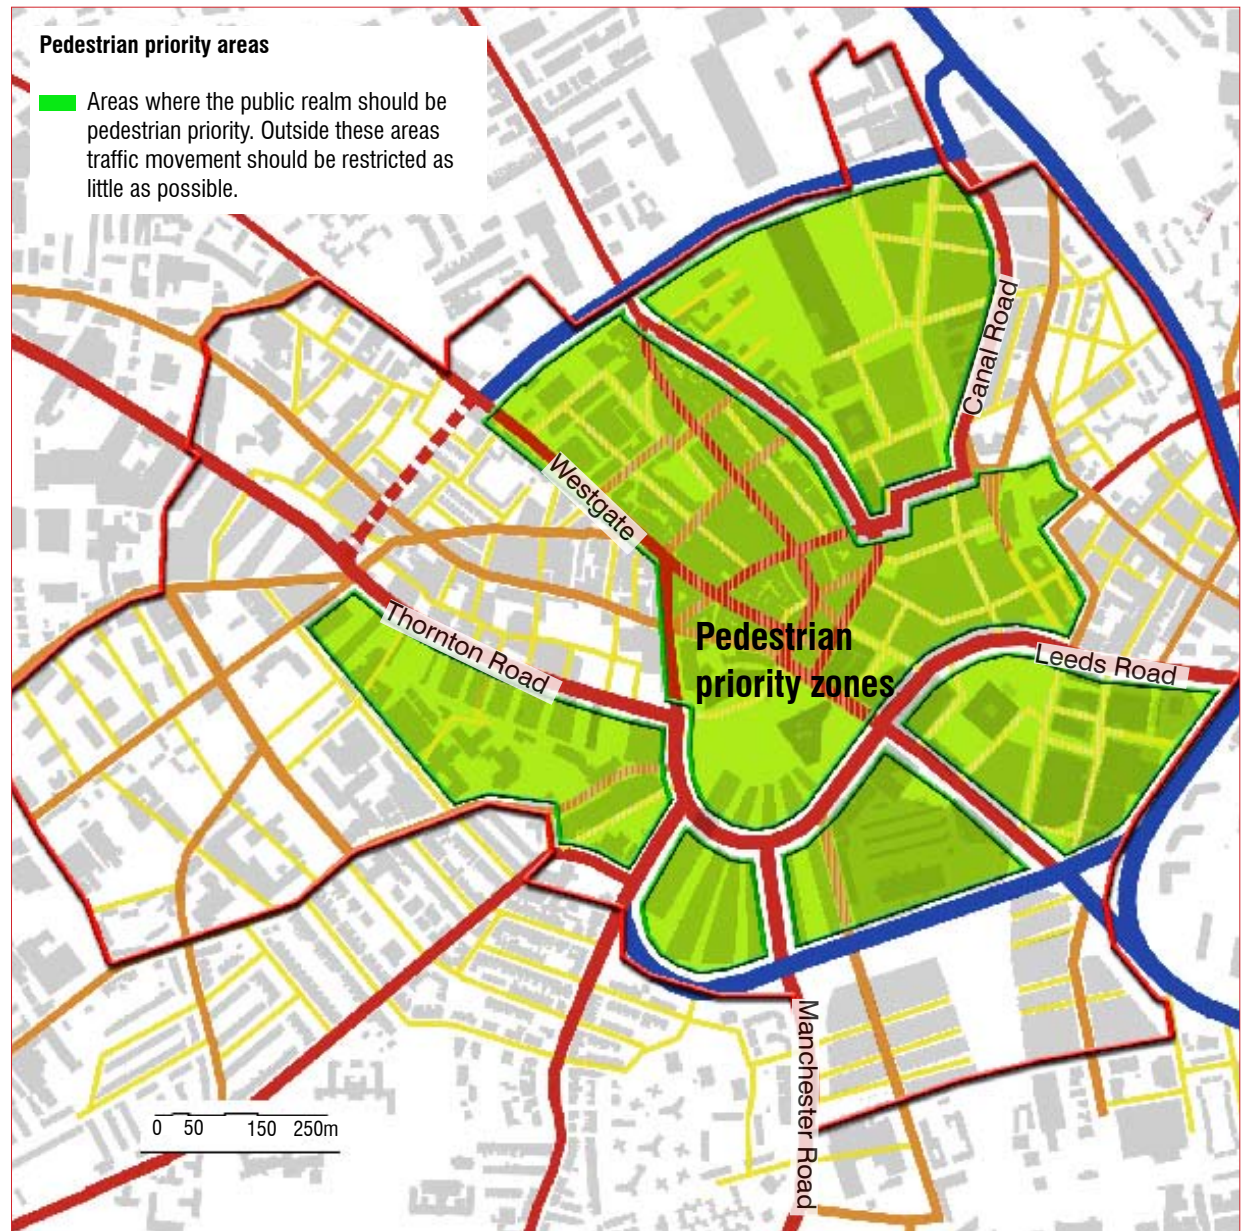 Pedestrian priority areas
Areas where the public realm should be
pedestrian priority. Outside these areas
traffic movement should be restricted as
little as possible.
Canal Road
Westgate
Thornton Road
Pedestrian
priority zones
Leeds Road
Manchester Road
0 50 150 250m